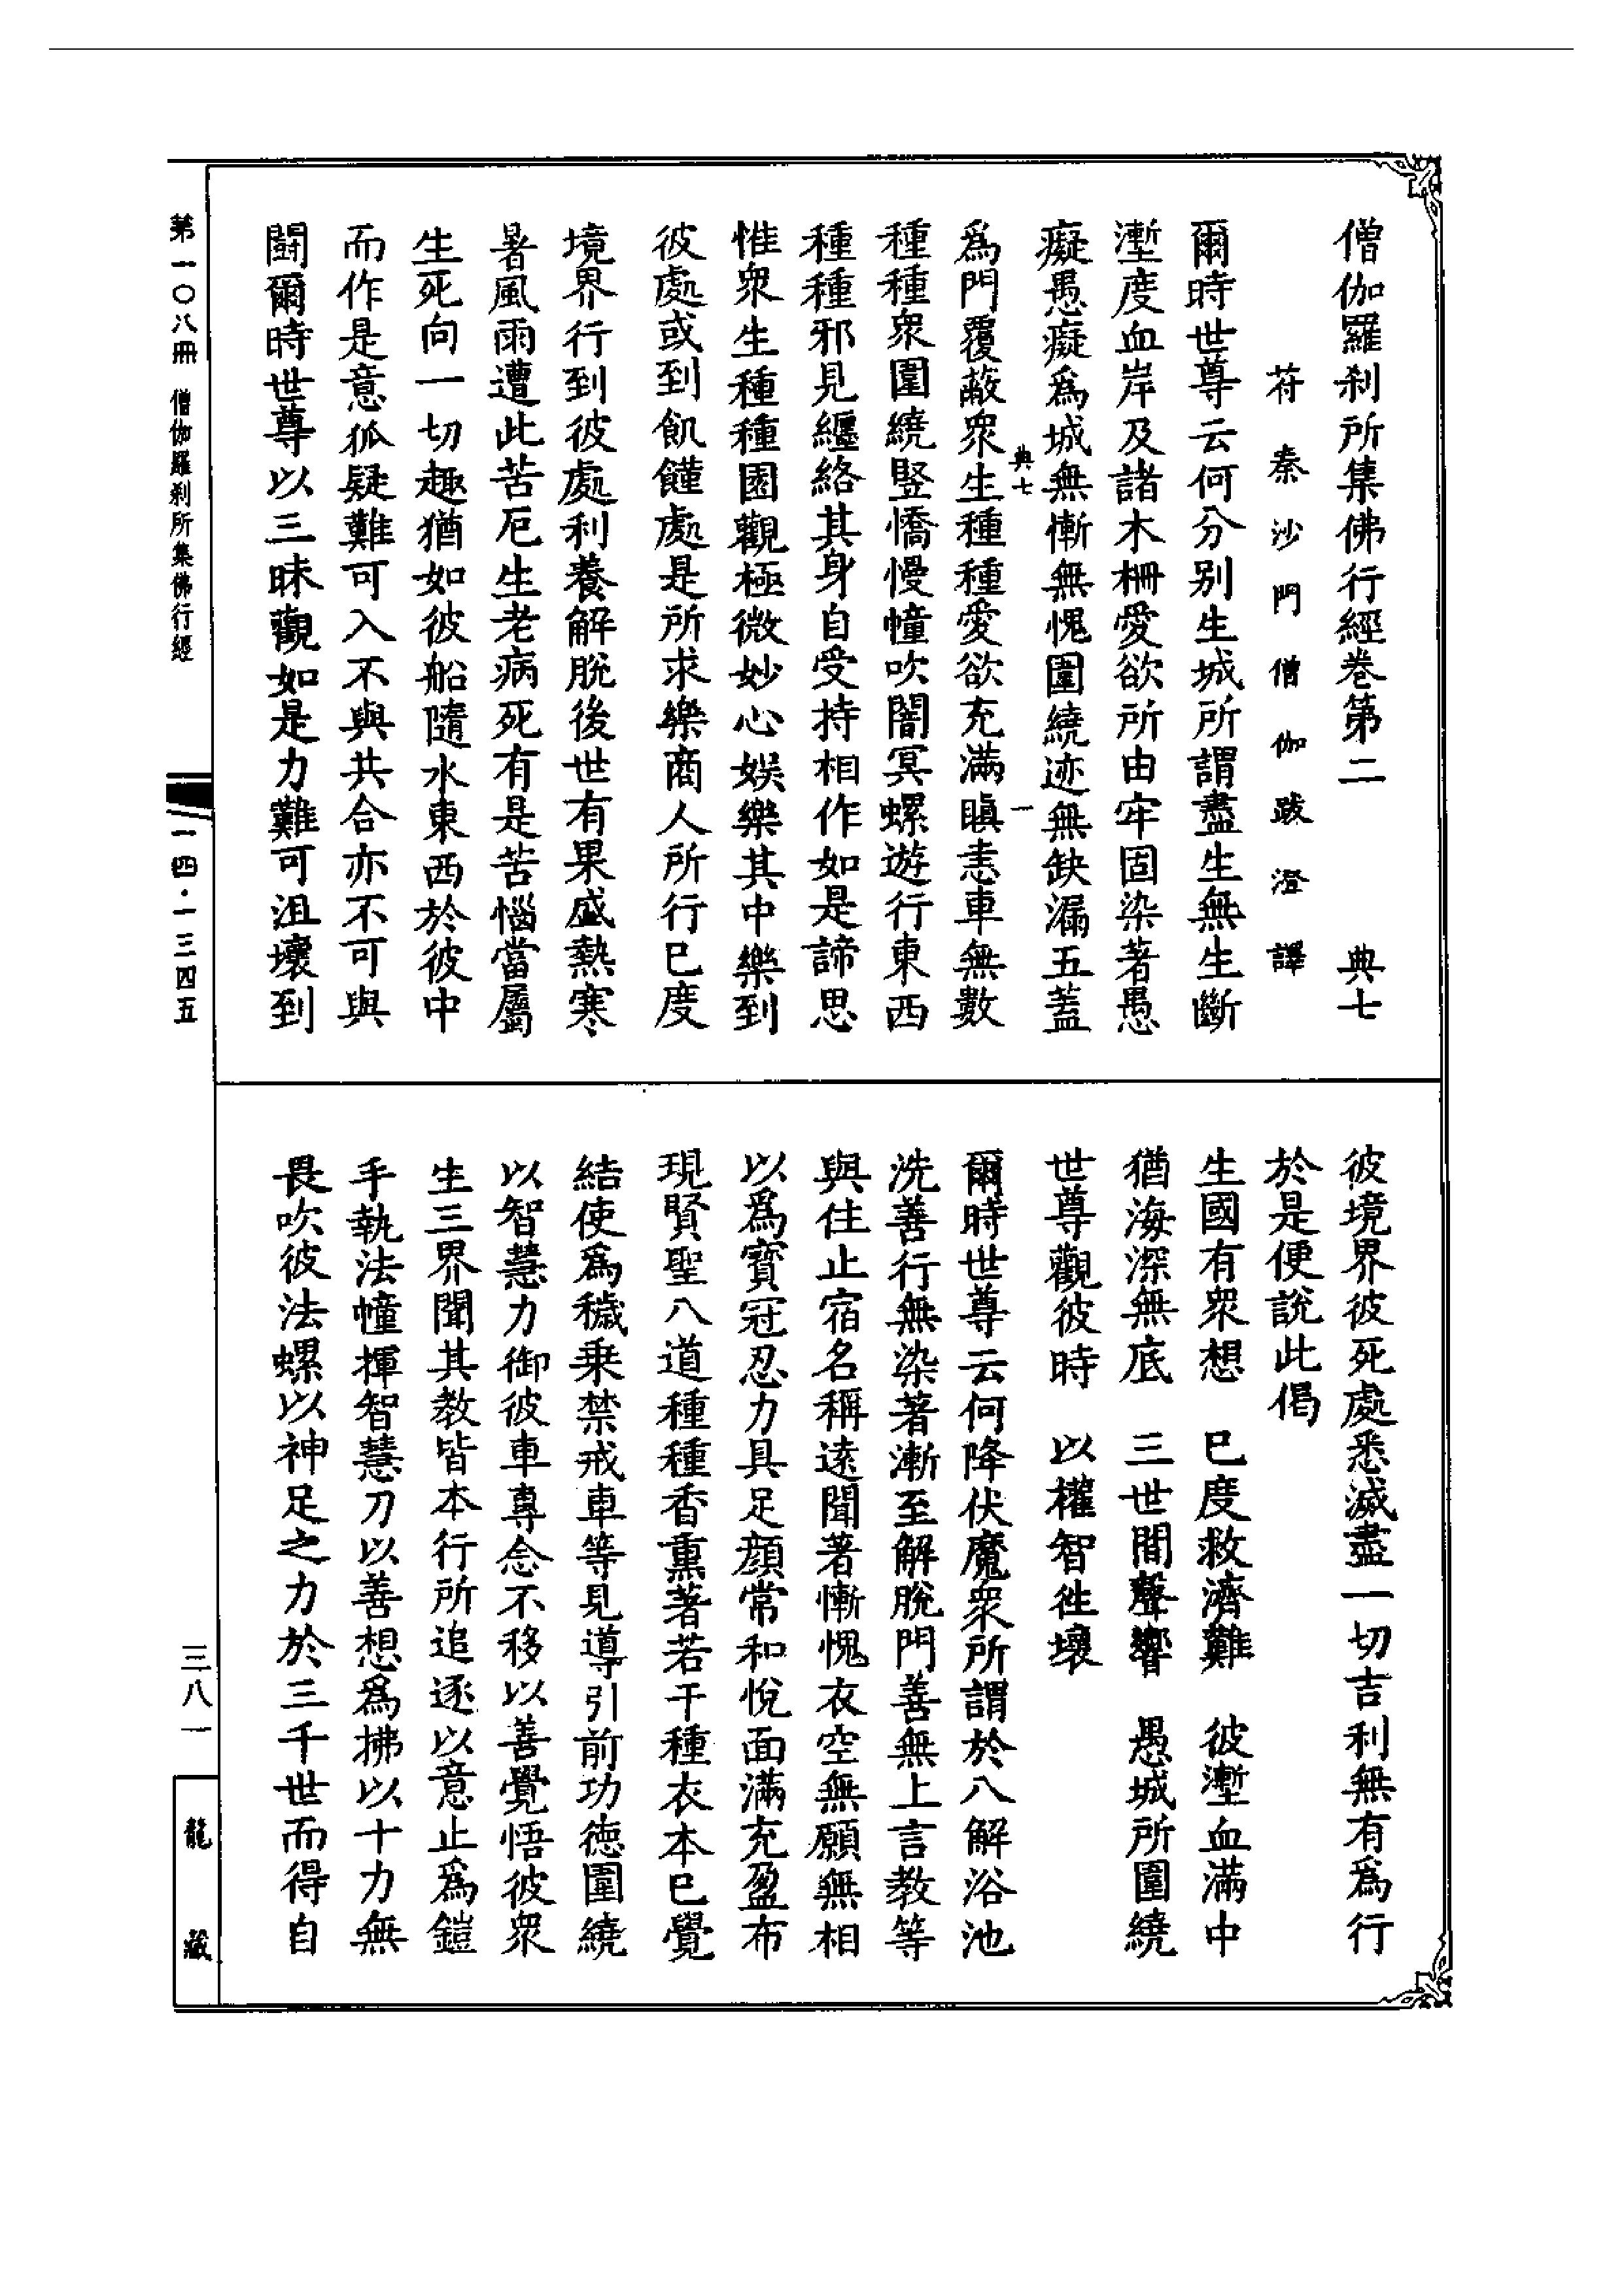 僧伽羅刹所集佛行經卷第二　典七
苻秦沙門僧伽跋澄譯
爾時世尊云何分别生城所謂盡生無生斷
塹度血岸及諸木柵愛欲所由牢固染著愚
癡愚癡爲城無慚無愧圍繞迹無缺漏五蓋
典七　一
爲門覆蔽衆生種種愛欲充滿瞋恚車無數
種種衆圍繞竪憍慢幢吹闇冥螺遊行東西
種種邪見纏絡其身自受持相作如是諦思
惟衆生種種園觀極微妙心娛樂其中樂到
彼處或到飢饉處是所求樂商人所行已度
境界行到彼處利養解脫後世有果盛熱寒
暑風雨遭此苦厄生老病死有是苦惱當屬
生死向一切趣猶如彼船隨水東西於彼中
而作是意狐疑難可入不與共合亦不可與
鬪爾時世尊以三昧觀如是力難可沮壞到
彼境界彼死處悉滅盡一切吉利無有爲行
於是便說此偈
生國有衆想　已度救濟難　彼塹血滿中
猶海深無底　三世間聲響　愚城所圍繞
世尊觀彼時　以權智往壞
爾時世尊云何降伏魔衆所謂於八解浴池
洗善行無染著漸至解脫門善無上言教等
與住止宿名稱遠聞著慚愧衣空無願無相
以爲寳冠忍力具足顔常和悅面滿充盈布
現賢聖八道種種香熏著若干種衣本已覺
結使爲穢乗禁戒車等見導引前功徳圍繞
以智慧力御彼車專念不移以善覺悟彼衆
生三界聞其教皆本行所追逐以意止爲鎧
手執法幢揮智慧刀以善想爲拂以十力無
畏吹彼法螺以神足之力於三千世而得自
第一〇八冊　僧伽羅刹所集佛行經
一四·一三四五
三八一
龍藏